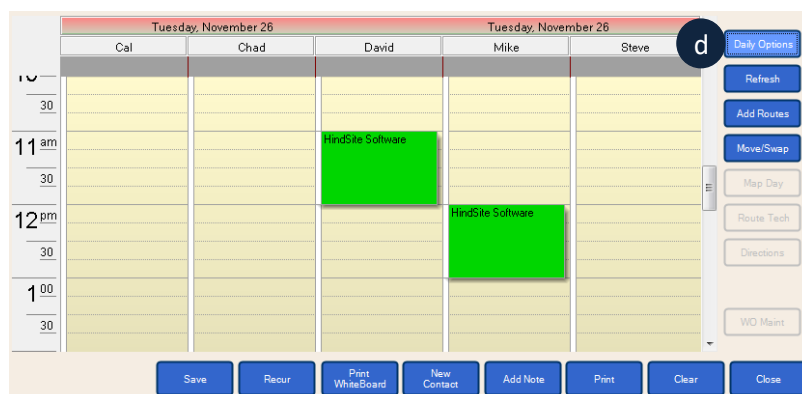 Tuesday, November 26 Tuesday, November 26
Cal Chad David Mike Steve
d
Daily Options
Refresh
Add Routes
Move/Swap
Map Day
Route Tech
Directions
WO Maint
30
11 am
30
12 pm
30
1 00
30
HindSite Software
HindSite Software
Save Recur Print WhiteBoard New Contact Add Note Print Clear Close